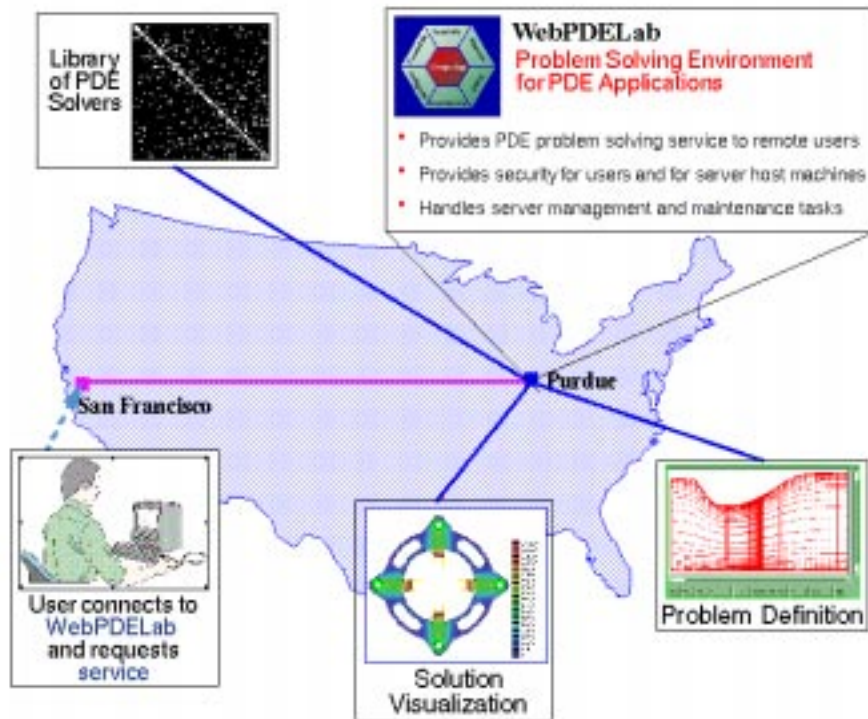 Library
of PDE
Solvers
WebPDELab
Problem Solving Environment
for PDE Applications
• Provides PDE problem solving service to remote users
• Provides security for users and for server host machines
• Handles server management and maintenance tasks
San Francisco
Purdue
User connects to
WebPDELab
and requests
service
Solution
Visualization
Problem Definition